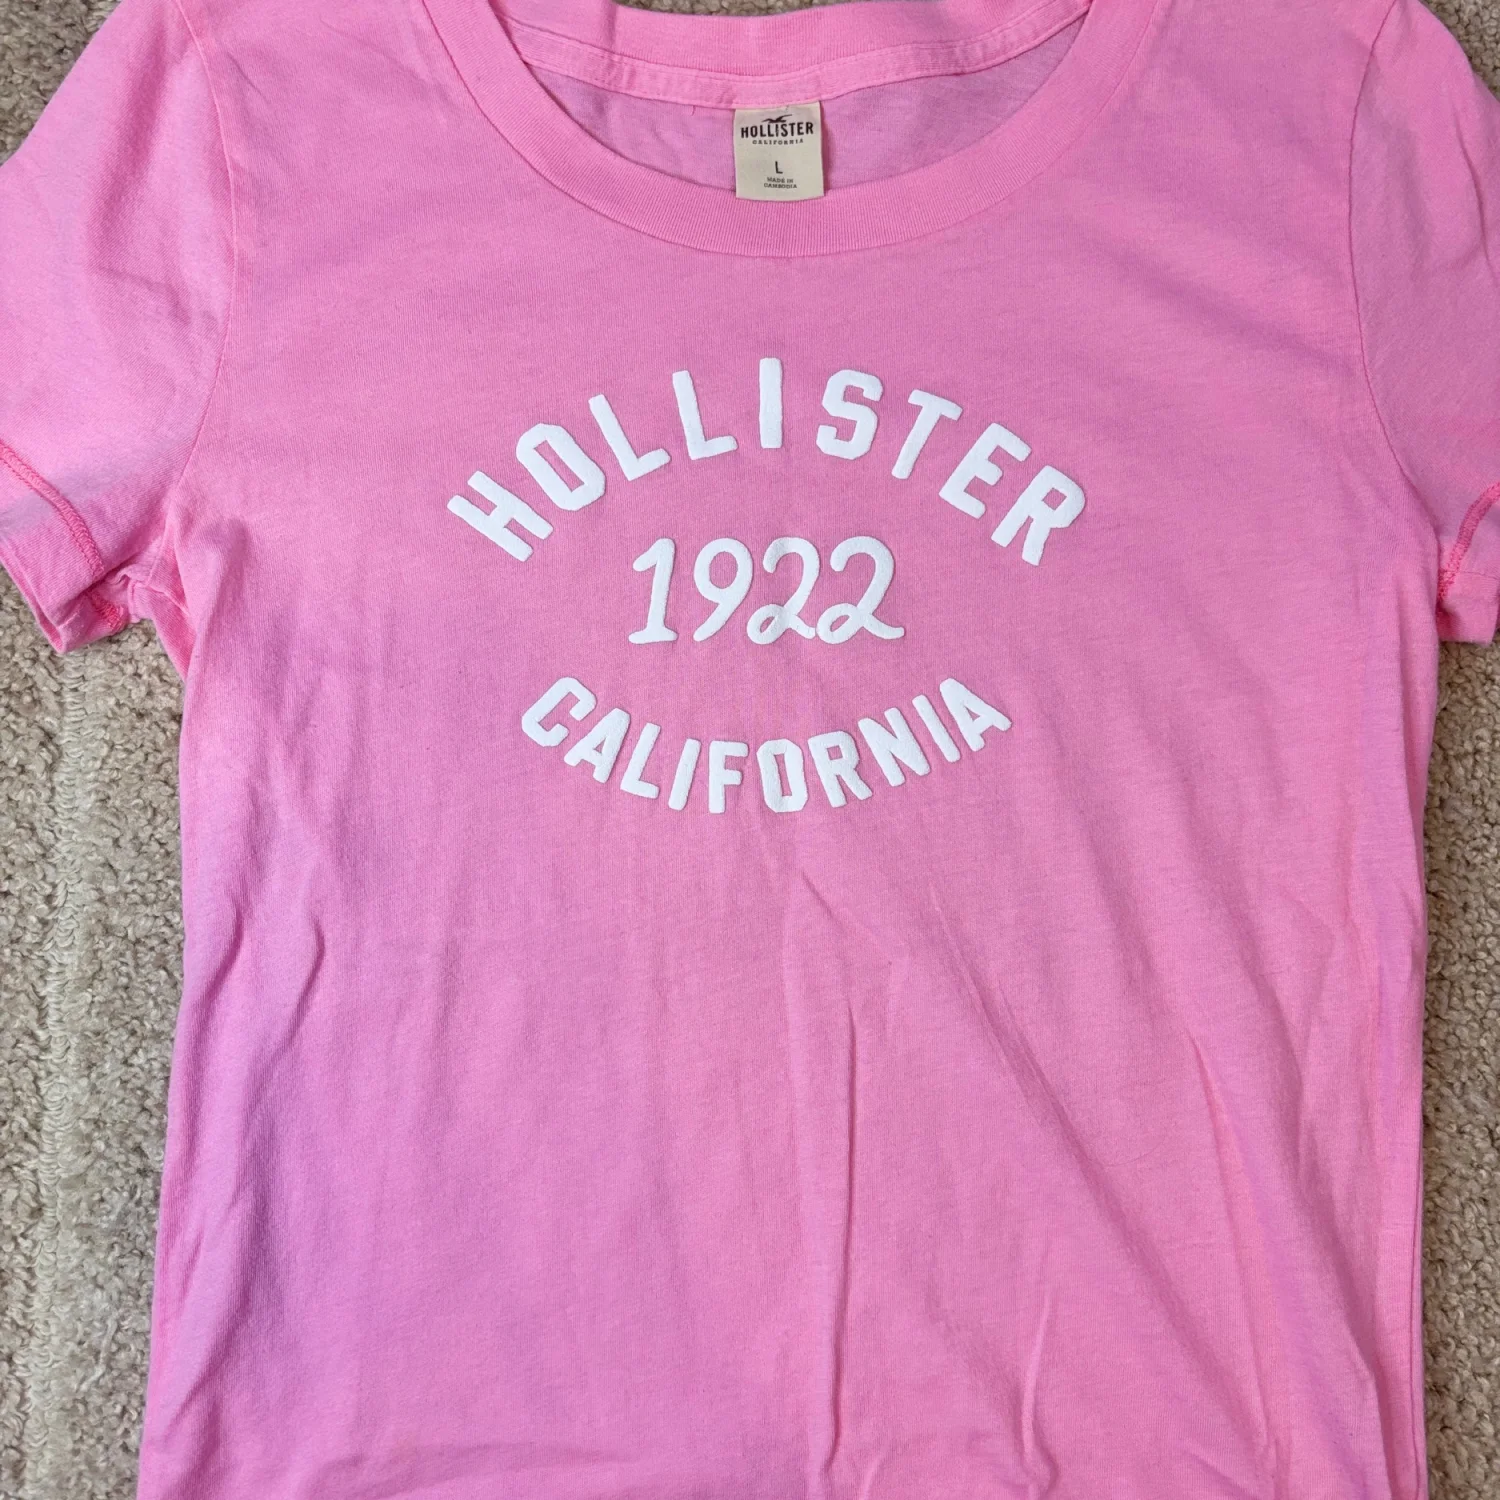 HOLLISTER
CALIFORNIA
L
MADE IN
CAMBODIA
HOLLISTER
1922
CALIFORNIA